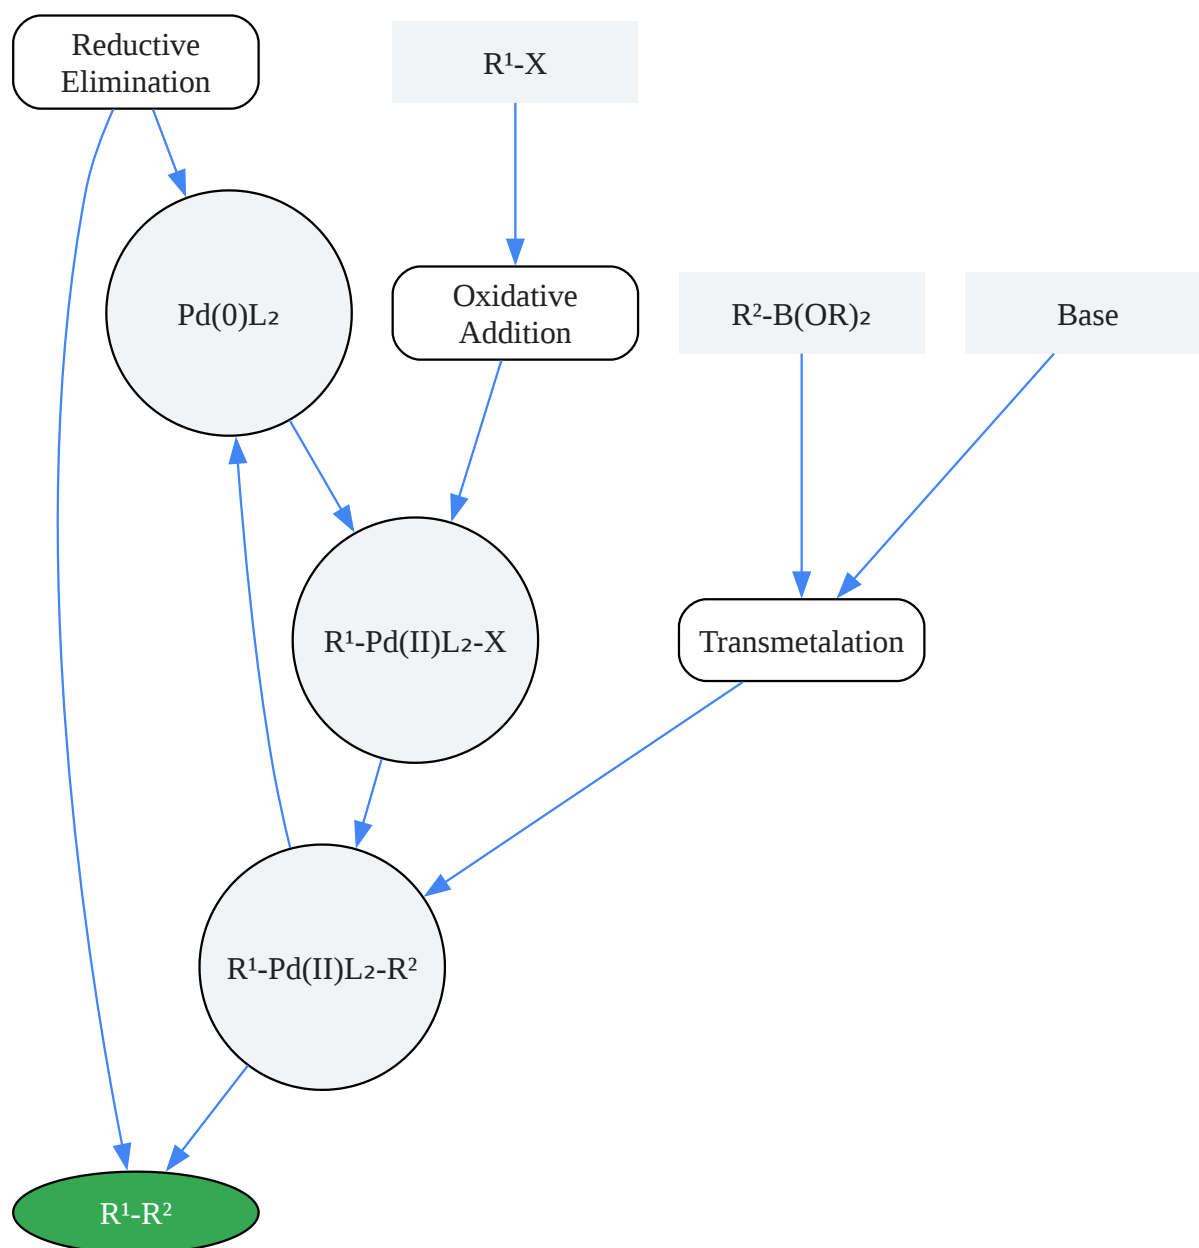 Reductive
Elimination
R¹-X
Pd(0)L₂
Oxidative
Addition
R²-B(OR)₂
Base
R¹-Pd(II)L₂-X
Transmetalation
R¹-Pd(II)L₂-R²
R¹-R²